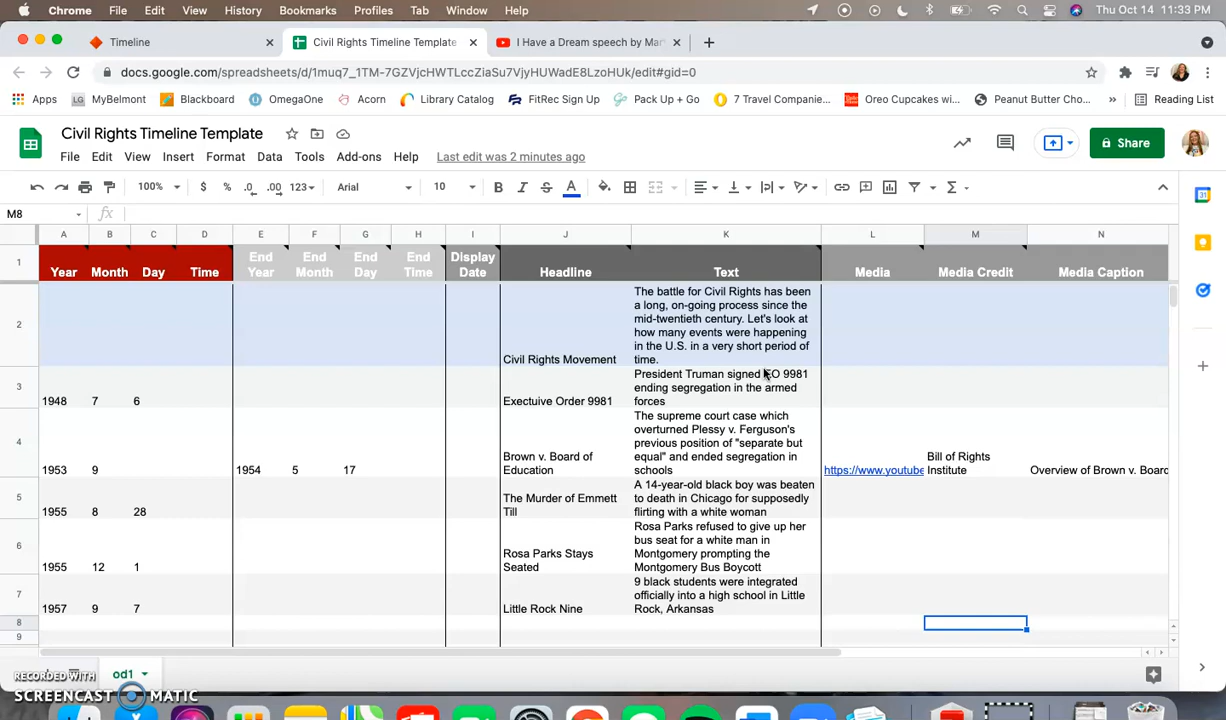 Chrome File Edit View History Bookmarks Profiles Tab Window Help Thu Oct 14 11:33 PM
Timeline Civil Rights Timeline Template I Have a Dream speech by Mar
docs.google.com/spreadsheets/d/1muq7_1TM-7GZVjcHWTLccZiaSu7VjyHUWadE8LzoHUk/edit#gid=0
Apps MyBelmont Blackboard OmegaOne Acorn Library Catalog FitRec Sign Up Pack Up + Go 7 Travel Companie... Oreo Cupcakes wi... Peanut Butter Cho... » Reading List
Civil Rights Timeline Template
Share
File Edit View Insert Format Data Tools Add-ons Help Last edit was 2 minutes ago
100% $ % .0 .00 123 Arial 10 B I S A
M8 fx
A B C D E F G H I J K L M N
1 Year Month Day Time End Year End Month End Day End Time Display Date Headline Text Media Media Credit Media Caption
The battle for Civil Rights has been
a long, on-going process since the
mid-twentieth century. Let's look at
how many events were happening
in the U.S. in a very short period of
2 Civil Rights Movement time.
President Truman signed EO 9981
ending segregation in the armed
3 1948 7 6 Exectuive Order 9981 forces
The supreme court case which
overturned Plessy v. Ferguson's
previous position of "separate but
Brown v. Board of equal" and ended segregation in Bill of Rights
4 1953 9 1954 5 17 Education schools https://www.youtube Institute Overview of Brown v. Board
A 14-year-old black boy was beaten
The Murder of Emmett to death in Chicago for supposedly
5 1955 8 28 Till flirting with a white woman
Rosa Parks refused to give up her
bus seat for a white man in
Rosa Parks Stays Montgomery prompting the
6 1955 12 1 Seated Montgomery Bus Boycott
9 black students were integrated
officially into a high school in Little
7 1957 9 7 Little Rock Nine Rock, Arkansas
8
9
od1
RECORDED WITH
SCREENCAST MATIC